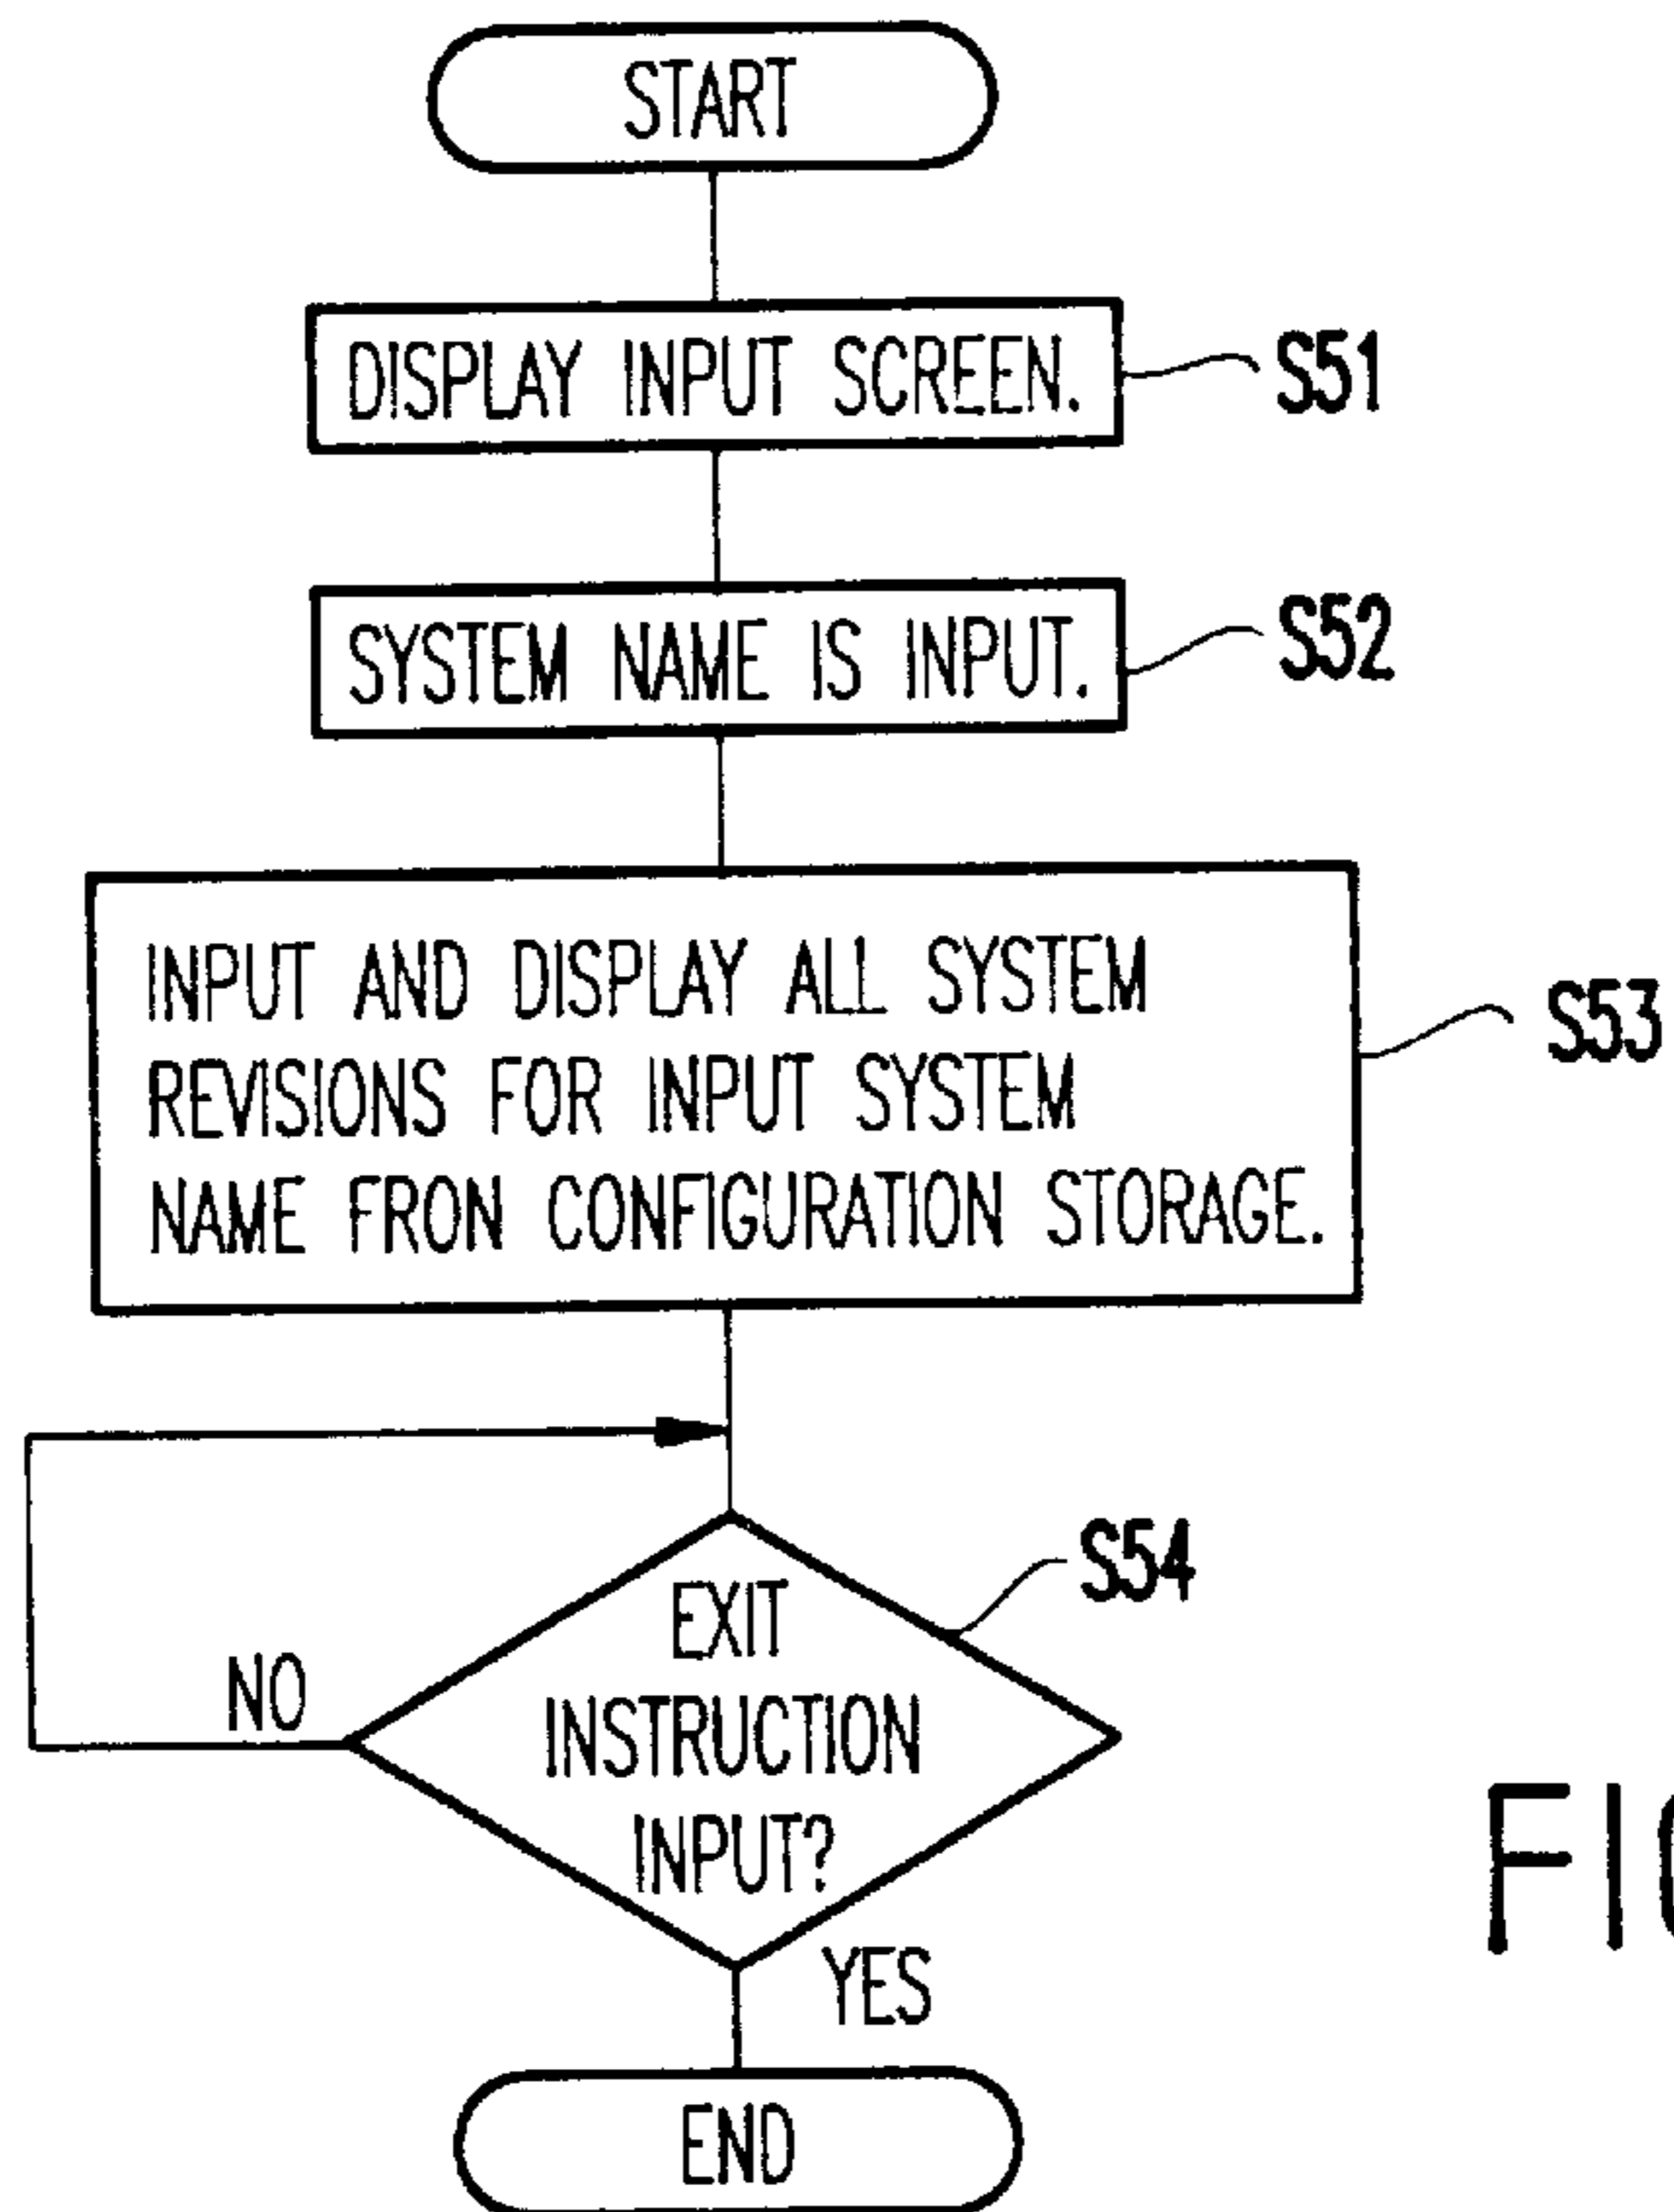 START
DISPLAY INPUT SCREEN.
S51
SYSTEM NAME IS INPUT.
S52
INPUT AND DISPLAY ALL SYSTEM
REVISIONS FOR INPUT SYSTEM
NAME FRON CONFIGURATION STORAGE.
S53
EXIT
INSTRUCTION
INPUT?
S54
NO
YES
END